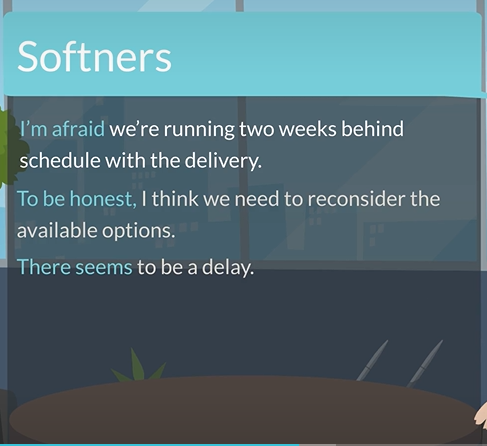 Softners
I'm afraid we're running two weeks behind
schedule with the delivery.
To be honest, I think we need to reconsider the
available options.
There seems to be a delay.